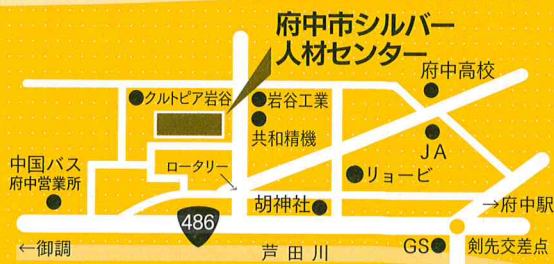 府中市シルバー
人材センター
府中高校
クルトピア岩谷
岩谷工業
共和精機
JA
中国バス
府中営業所
ロータリー
リョービ
胡神社
→府中駅
486
←御調
芦田川
GS
剣先交差点